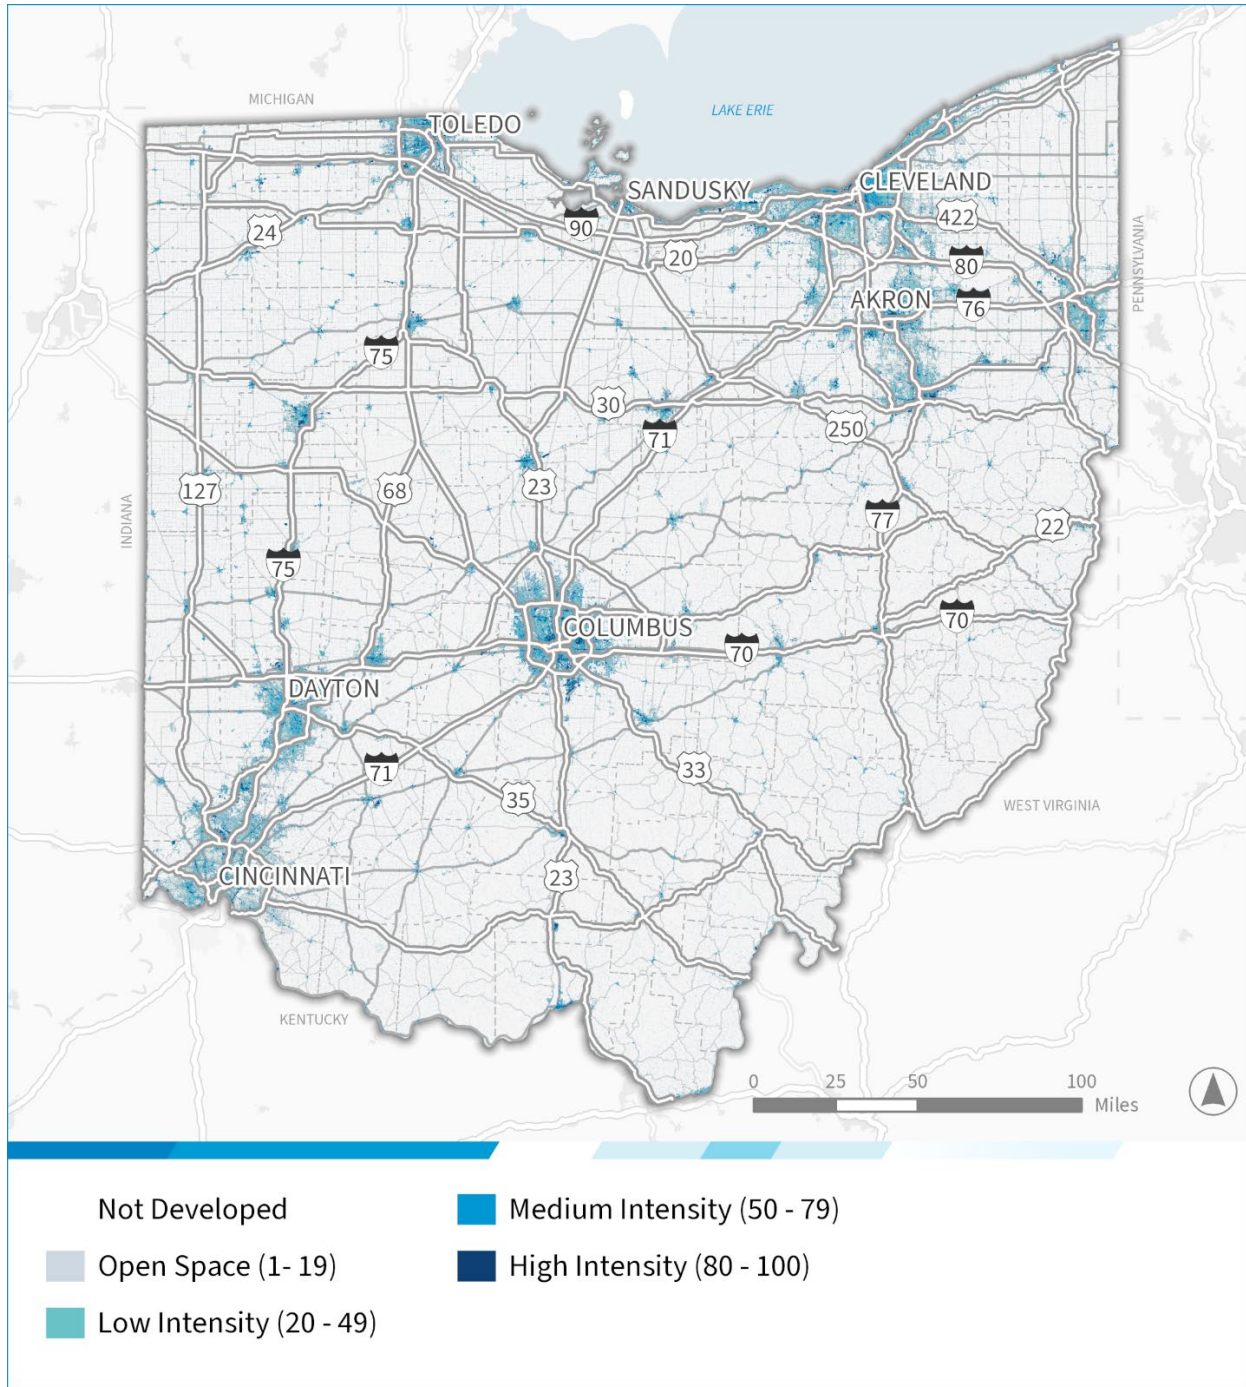 MICHIGAN
LAKE ERIE
TOLEDO
SANDUSKY
CLEVELAND
24
90
20
422
80
PENNSYLVANIA
AKRON
76
75
30
71
250
127
68
23
77
22
INDIANA
75
COLUMBUS
70
70
DAYTON
71
35
33
WEST VIRGINIA
CINCINNATI
23
KENTUCKY
0 25 50 100
Miles
Not Developed
Open Space (1- 19)
Low Intensity (20 - 49)
Medium Intensity (50 - 79)
High Intensity (80 - 100)